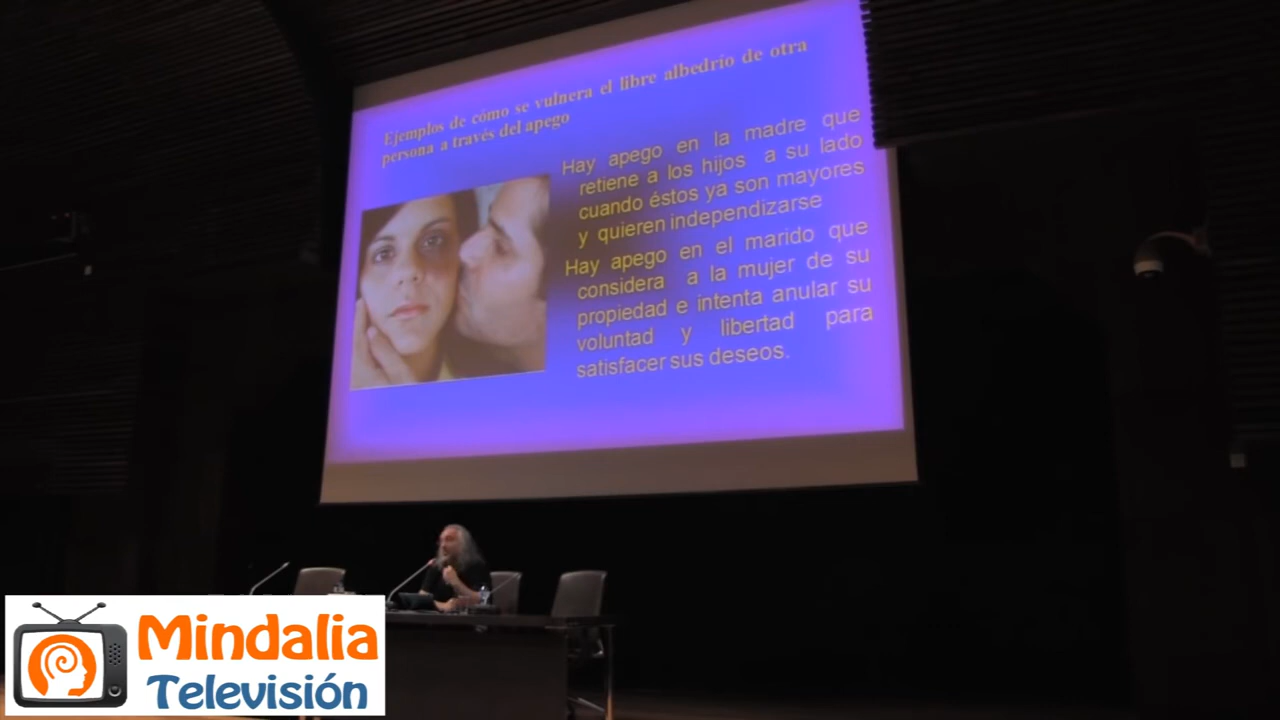 Ejemplos de cómo se vulnera el libre albedrío de otra
persona a través del apego
Hay apego en la madre que
retiene a los hijos a su lado
cuando éstos ya son mayores
y quieren independizarse
Hay apego en el marido que
considera a la mujer de su
propiedad e intenta anular su
voluntad y libertad para
satisfacer sus deseos.
Mindalia
Televisión